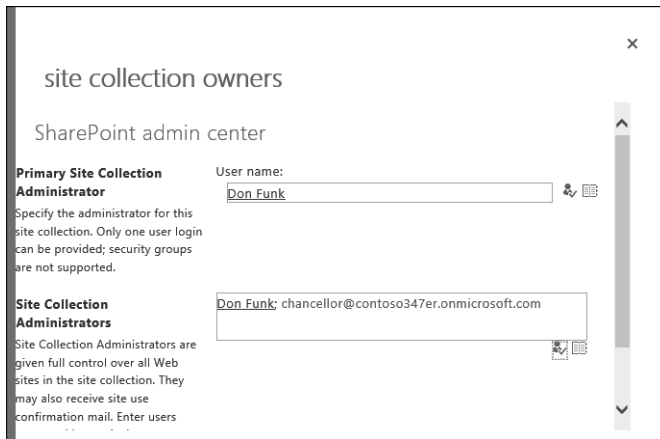 site collection owners
SharePoint admin center
Primary Site Collection
Administrator
Specify the administrator for this
site collection. Only one user login
can be provided; security groups
are not supported.
User name:
Don Funk
Site Collection
Administrators
Site Collection Administrators are
given full control over all Web
sites in the site collection. They
may also receive site use
confirmation mail. Enter users
Don Funk; chancellor@contoso347er.onmicrosoft.com